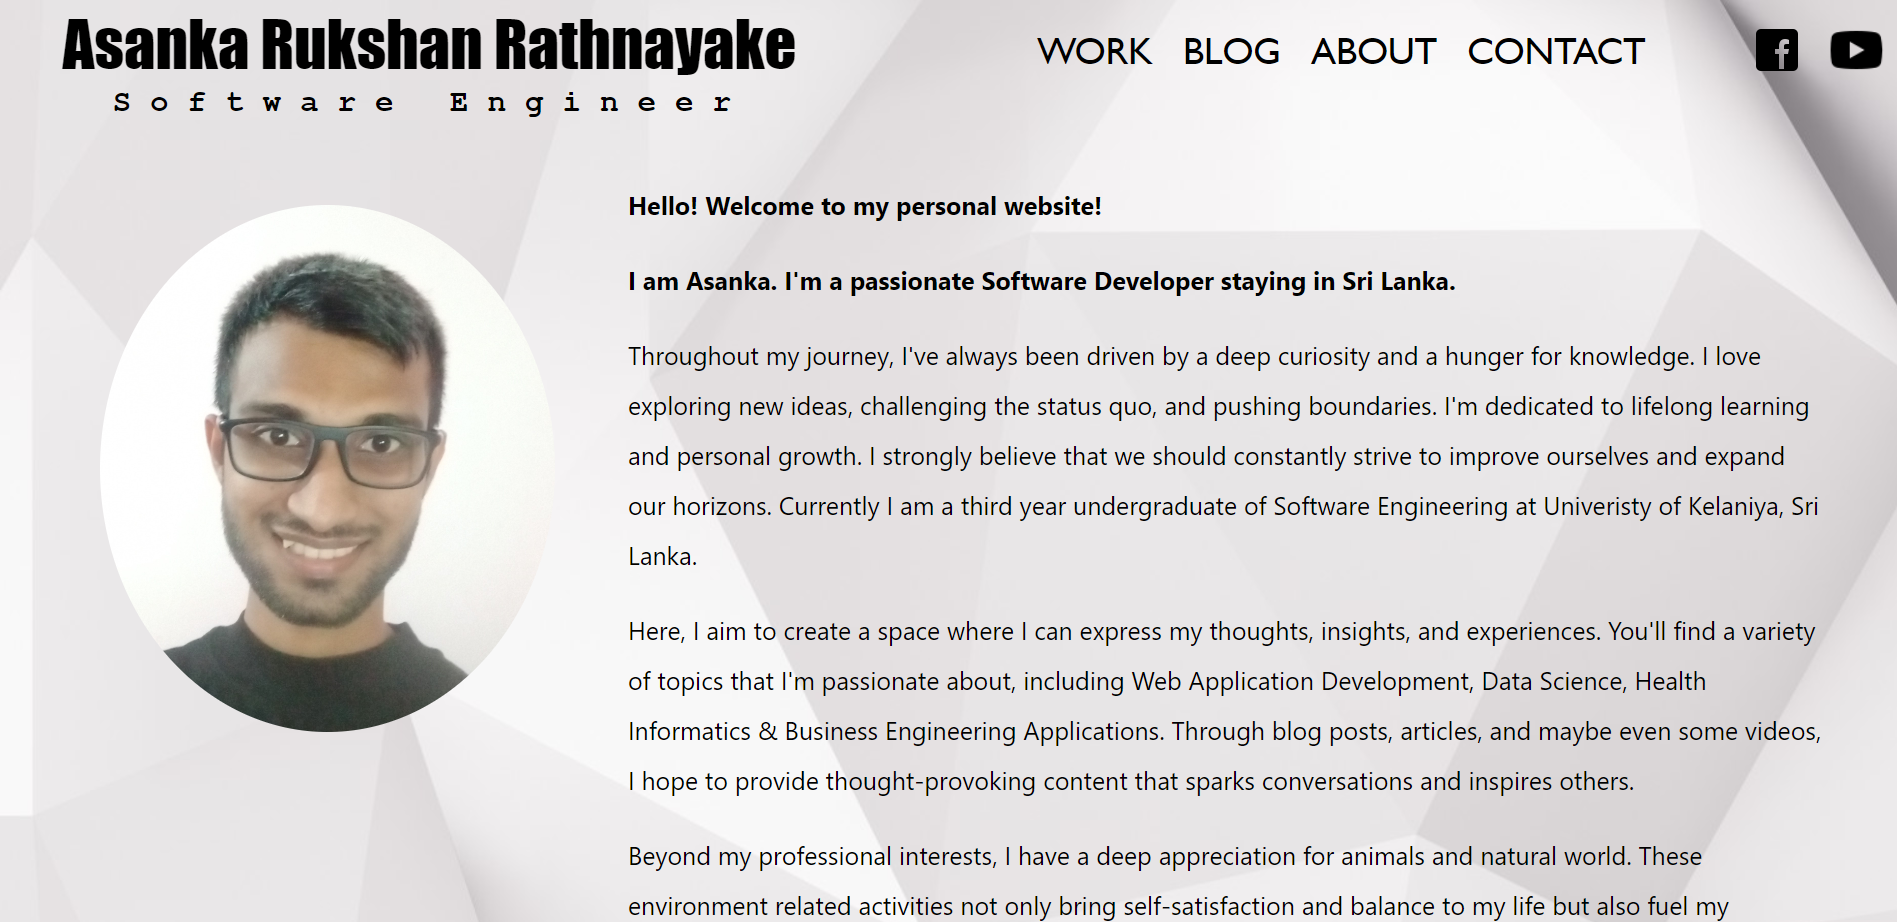 Asanka Rukshan Rathnayake
Software Engineer
WORK BLOG ABOUT CONTACT
Hello! Welcome to my personal website!
I am Asanka. I'm a passionate Software Developer staying in Sri Lanka.
Throughout my journey, I've always been driven by a deep curiosity and a hunger for knowledge. I love
exploring new ideas, challenging the status quo, and pushing boundaries. I'm dedicated to lifelong learning
and personal growth. I strongly believe that we should constantly strive to improve ourselves and expand
our horizons. Currently I am a third year undergraduate of Software Engineering at Univeristy of Kelaniya, Sri
Lanka.
Here, I aim to create a space where I can express my thoughts, insights, and experiences. You'll find a variety
of topics that I'm passionate about, including Web Application Development, Data Science, Health
Informatics & Business Engineering Applications. Through blog posts, articles, and maybe even some videos,
I hope to provide thought-provoking content that sparks conversations and inspires others.
Beyond my professional interests, I have a deep appreciation for animals and natural world. These
environment related activities not only bring self-satisfaction and balance to my life but also fuel my